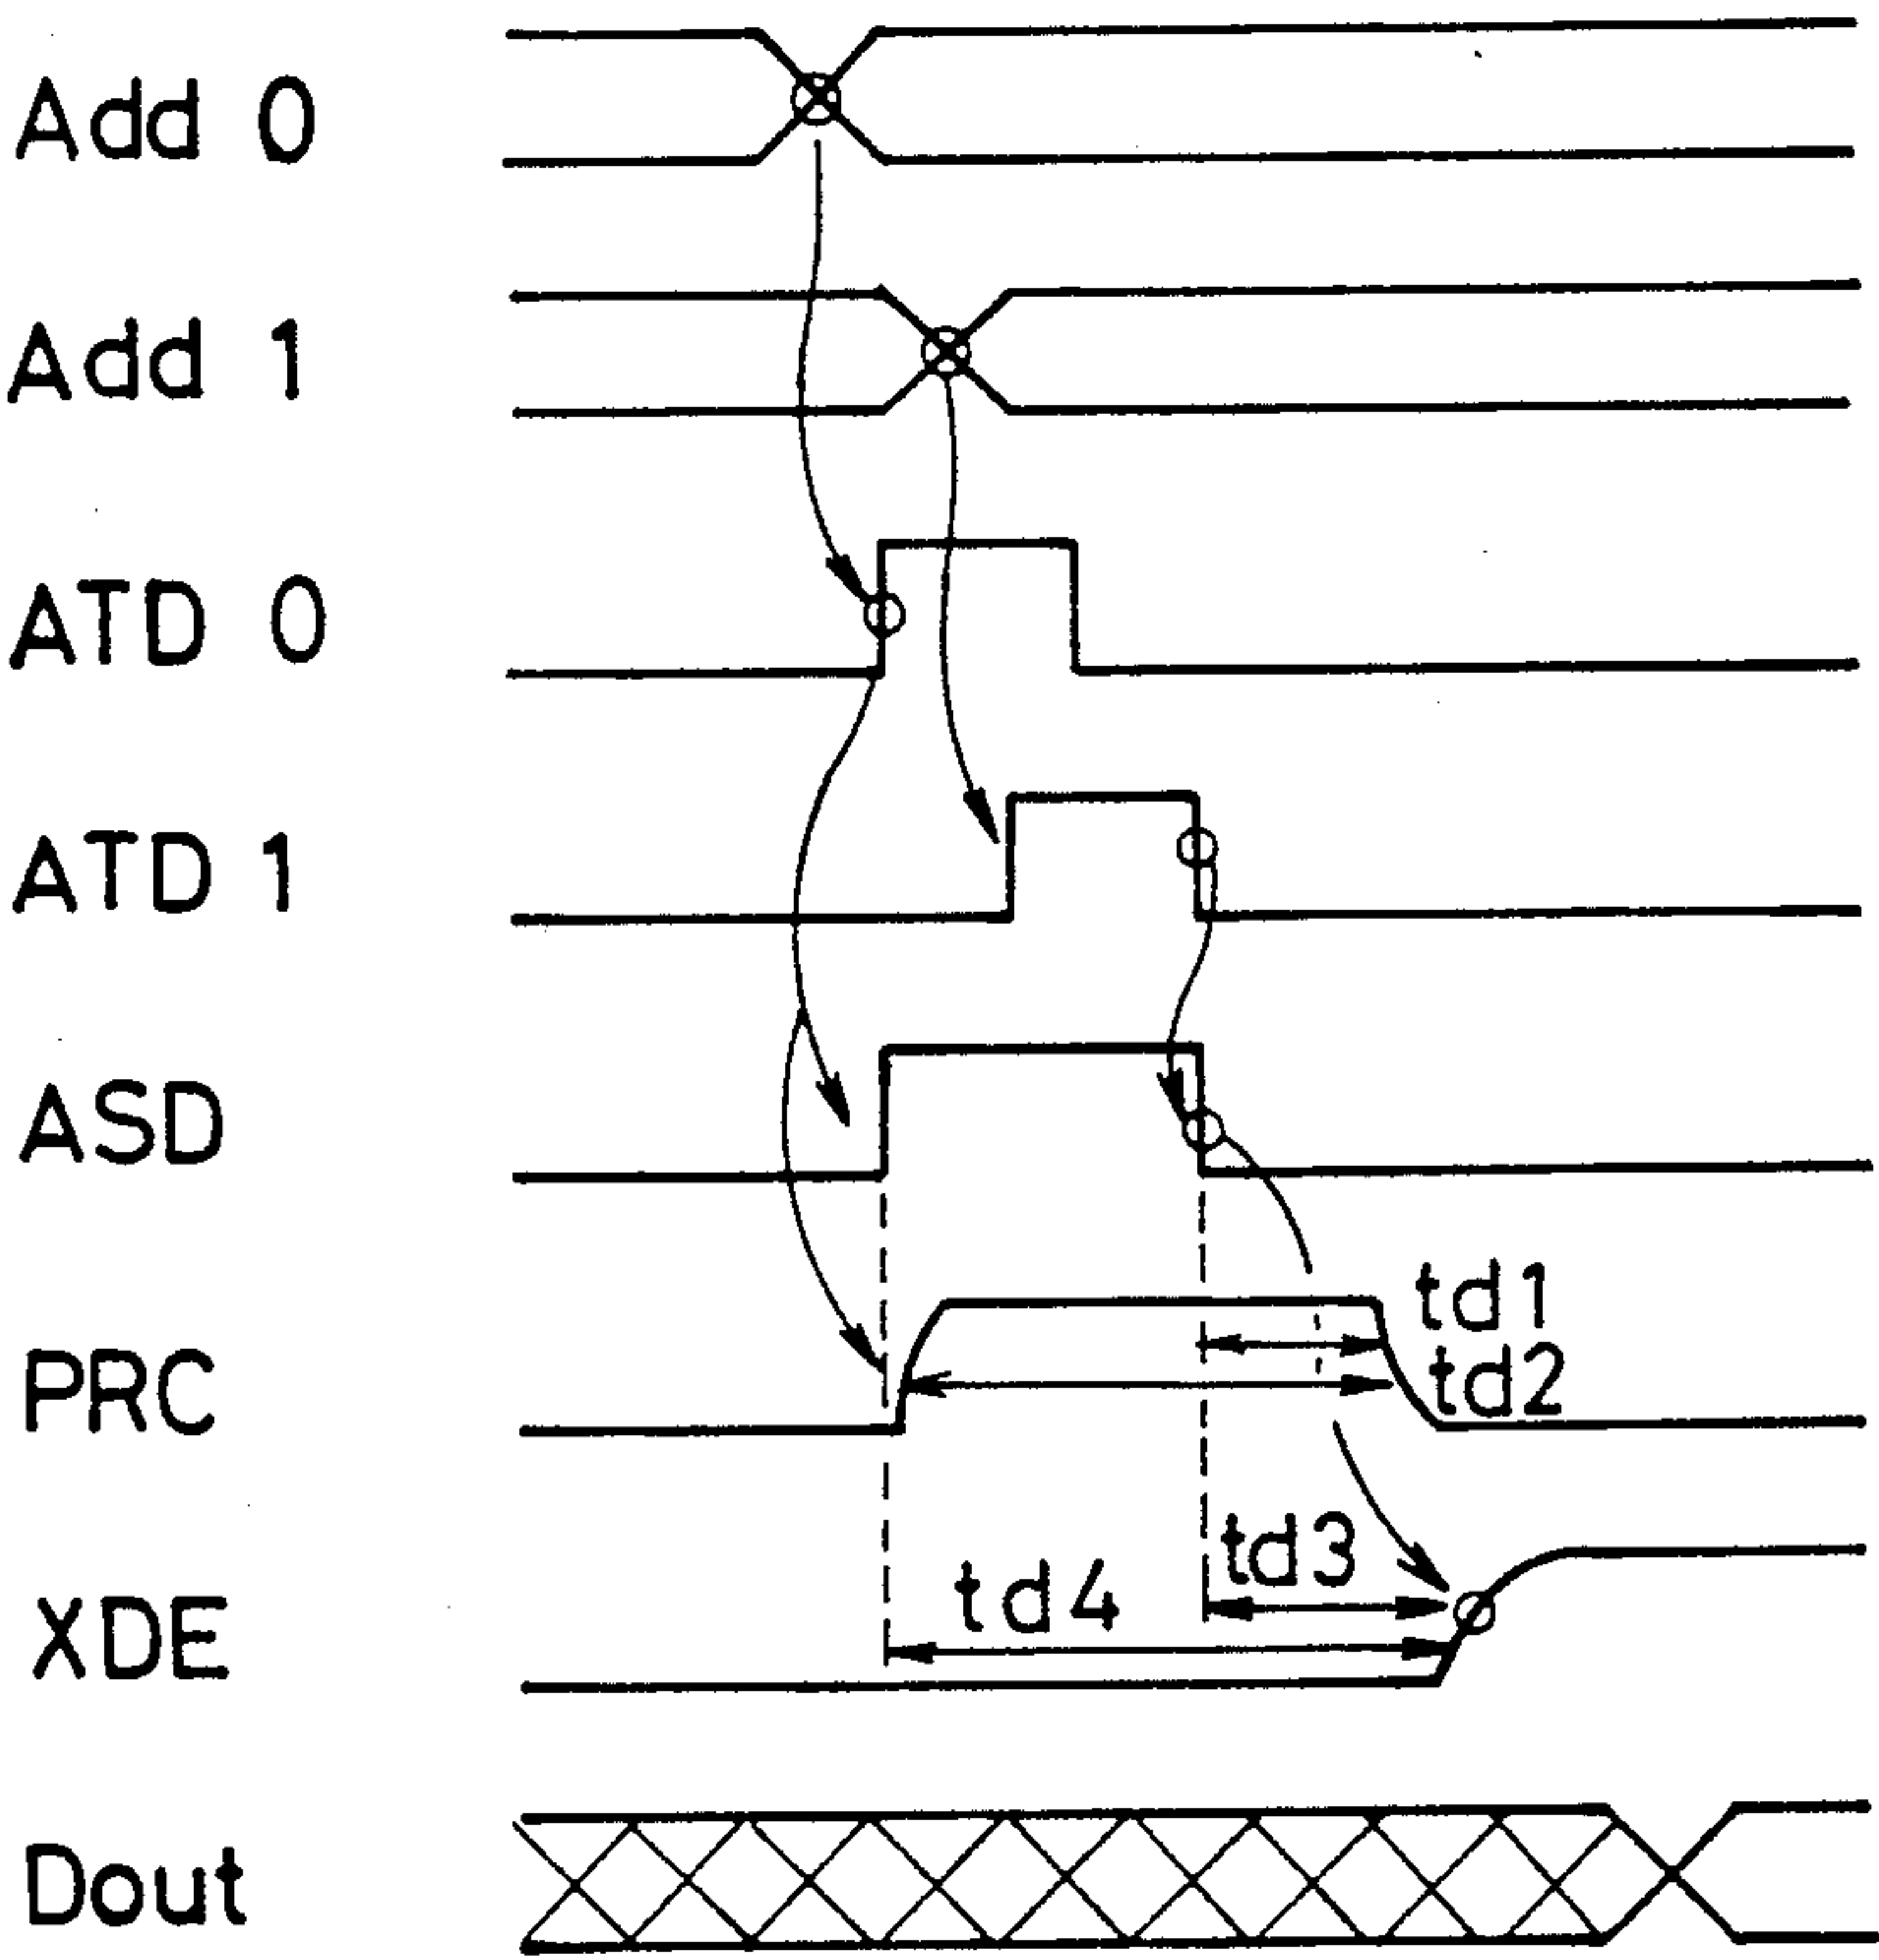 Add 0
Add 1
ATD 0
ATD 1
ASD
PRC
td1
td2
XDE
td3
td4
Dout